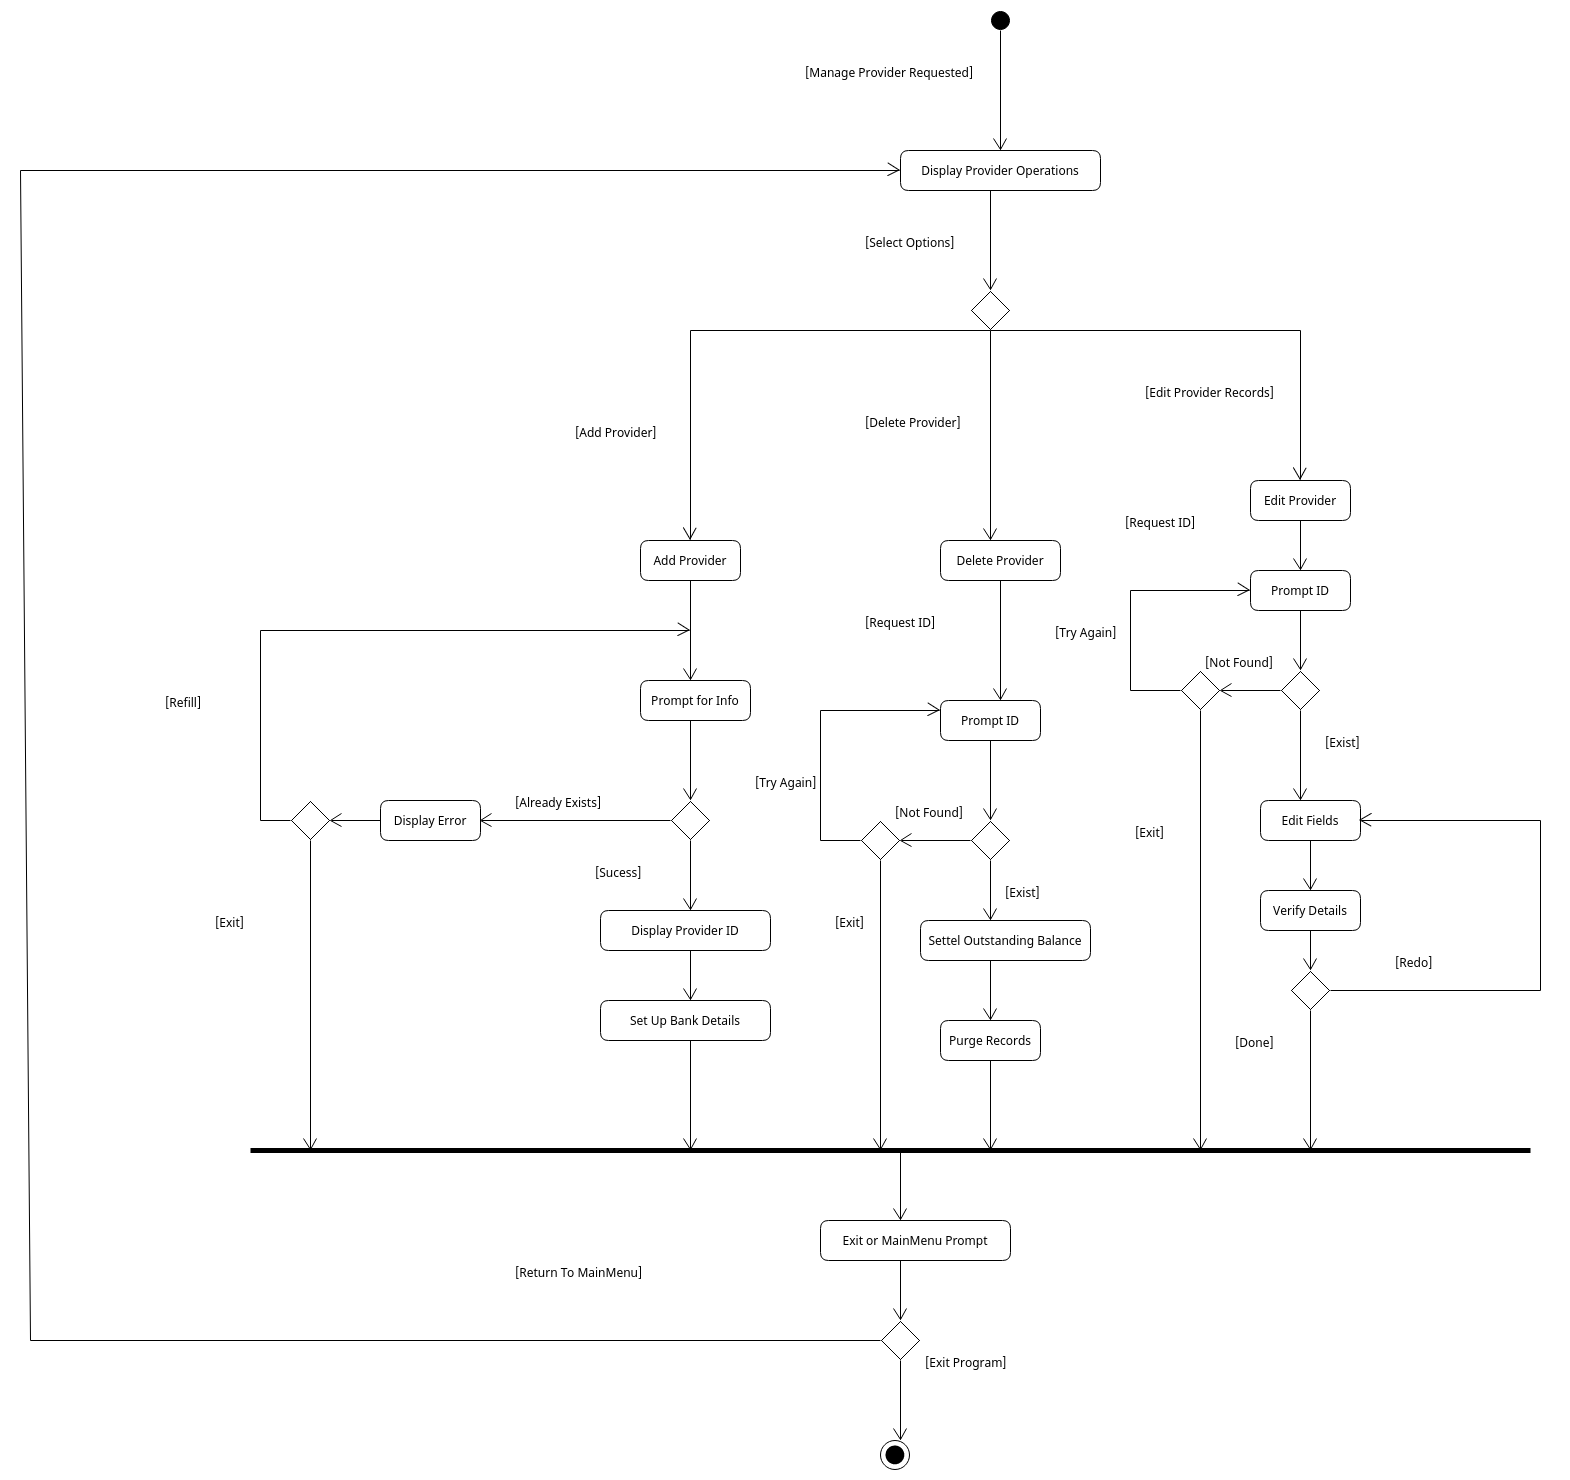 [Manage Provider Requested]
Display Provider Operations
[Select Options]
[Edit Provider Records]
[Delete Provider]
[Add Provider]
Edit Provider
[Request ID]
Add Provider
Delete Provider
Prompt ID
[Request ID]
[Try Again]
[Not Found]
[Refill]
Prompt for Info
Prompt ID
[Exist]
[Try Again]
[Already Exists]
[Not Found]
Display Error
Edit Fields
[Exit]
[Sucess]
[Exist]
[Exit]
[Exit]
Verify Details
Display Provider ID
Settel Outstanding Balance
[Redo]
Set Up Bank Details
Purge Records
[Done]
Exit or MainMenu Prompt
[Return To MainMenu]
[Exit Program]